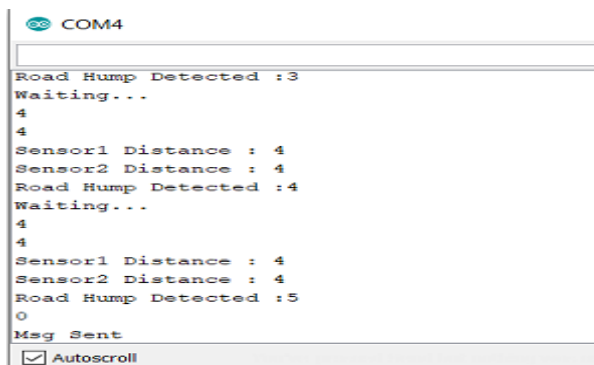 COM4
Road Hump Detected :3
Waiting...
4
4
Sensor1 Distance : 4
Sensor2 Distance : 4
Road Hump Detected :4
Waiting...
4
4
Sensor1 Distance : 4
Sensor2 Distance : 4
Road Hump Detected :5
0
Msg Sent
Autoscroll